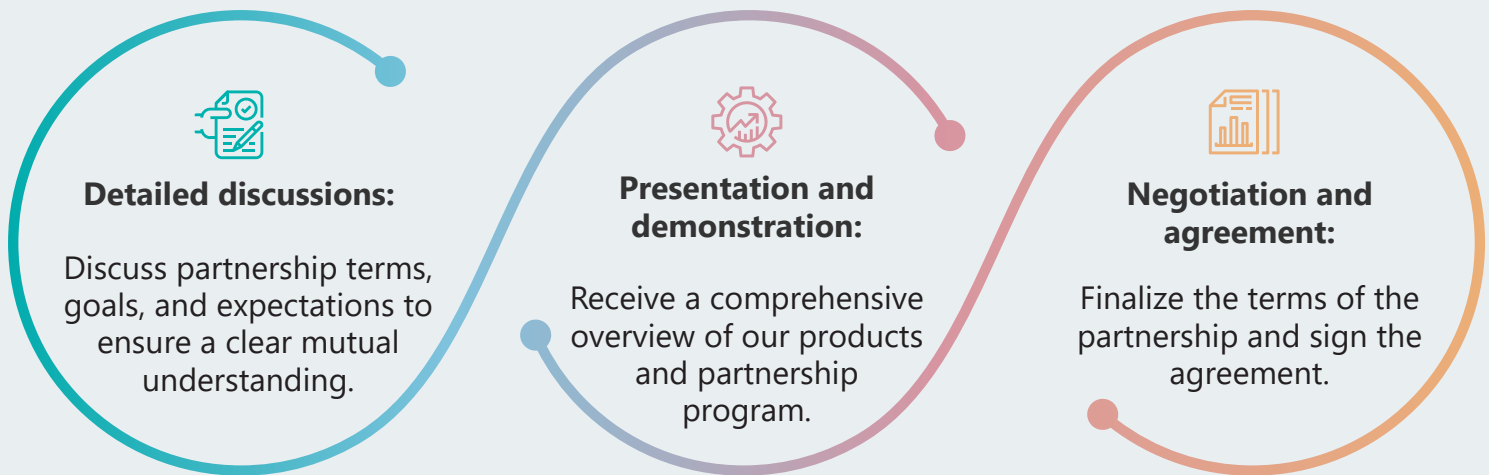 Detailed discussions:
Discuss partnership terms,
goals, and expectations to
ensure a clear mutual
understanding.
Presentation and
demonstration:
Receive a comprehensive
overview of our products
and partnership
program.
Negotiation and
agreement:
Finalize the terms of the
partnership and sign the
agreement.